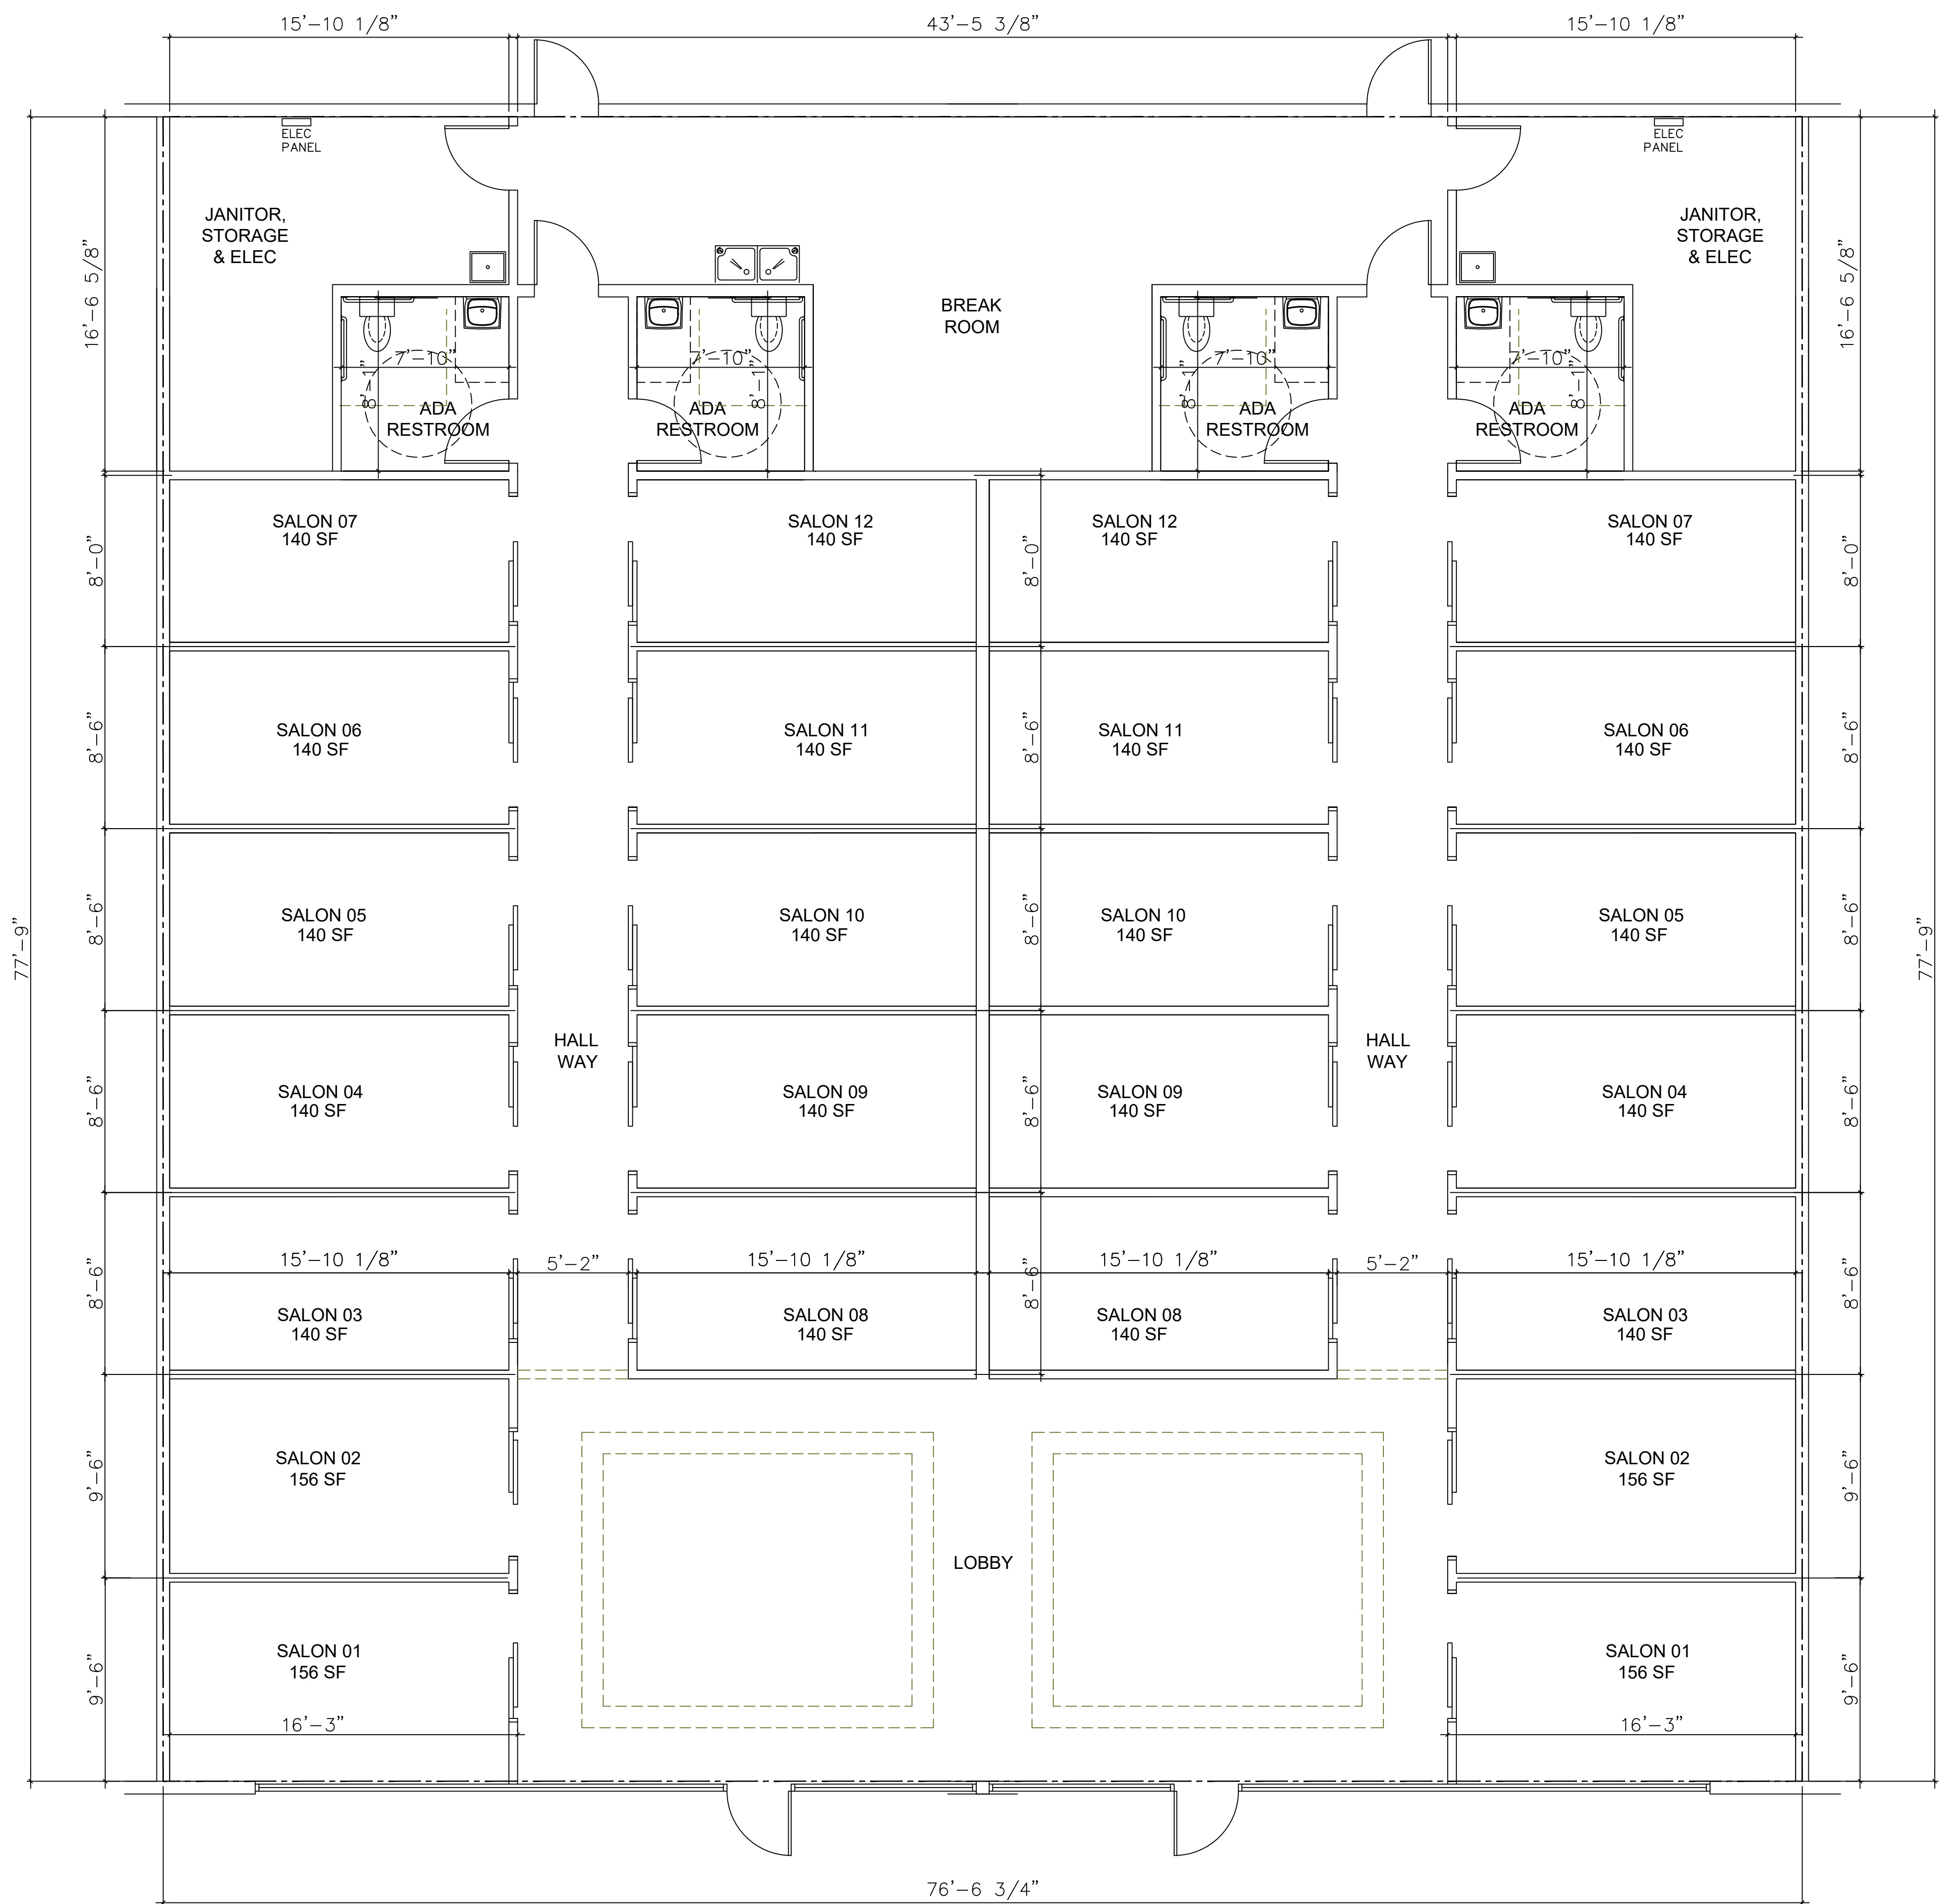 15'-10 1/8"
43'-5 3/8"
15'-10 1/8"
ELEC
PANEL
ELEC
PANEL
JANITOR,
STORAGE
& ELEC
JANITOR,
STORAGE
& ELEC
16'-6 5/8"
16'-6 5/8"
BREAK
ROOM
7'-10"
8'-1"
ADA
RESTROOM
7'-10"
8'-1"
ADA
RESTROOM
7'-10"
8'-1"
ADA
RESTROOM
7'-10"
8'-1"
ADA
RESTROOM
8'-0"
SALON 07
140 SF
SALON 12
140 SF
8'-0"
SALON 12
140 SF
SALON 07
140 SF
8'-0"
8'-6"
SALON 06
140 SF
SALON 11
140 SF
8'-6"
SALON 11
140 SF
SALON 06
140 SF
8'-6"
77'-9"
8'-6"
SALON 05
140 SF
SALON 10
140 SF
8'-6"
SALON 10
140 SF
SALON 05
140 SF
8'-6"
77'-9"
HALL
WAY
HALL
WAY
8'-6"
SALON 04
140 SF
SALON 09
140 SF
8'-6"
SALON 09
140 SF
SALON 04
140 SF
8'-6"
15'-10 1/8"
5'-2"
15'-10 1/8"
15'-10 1/8"
5'-2"
15'-10 1/8"
8'-6"
SALON 03
140 SF
SALON 08
140 SF
8'-6"
SALON 08
140 SF
SALON 03
140 SF
8'-6"
9'-6"
SALON 02
156 SF
SALON 02
156 SF
9'-6"
LOBBY
9'-6"
SALON 01
156 SF
SALON 01
156 SF
9'-6"
16'-3"
16'-3"
76'-6 3/4"